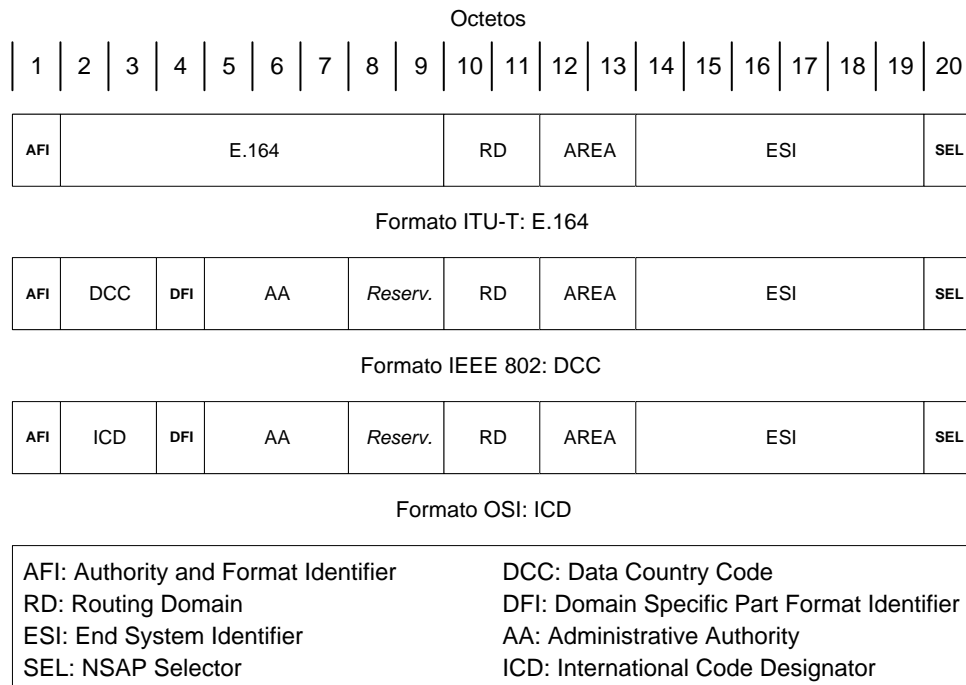 Octetos
1 2 3 4 5 6 7 8 9 10 11 12 13 14 15 16 17 18 19 20
AFI E.164 RD AREA ESI SEL
Formato ITU-T: E.164
AFI DCC DFI AA Reserv. RD AREA ESI SEL
Formato IEEE 802: DCC
AFI ICD DFI AA Reserv. RD AREA ESI SEL
Formato OSI: ICD
AFI: Authority and Format Identifier DCC: Data Country Code
RD: Routing Domain DFI: Domain Specific Part Format Identifier
ESI: End System Identifier AA: Administrative Authority
SEL: NSAP Selector ICD: International Code Designator